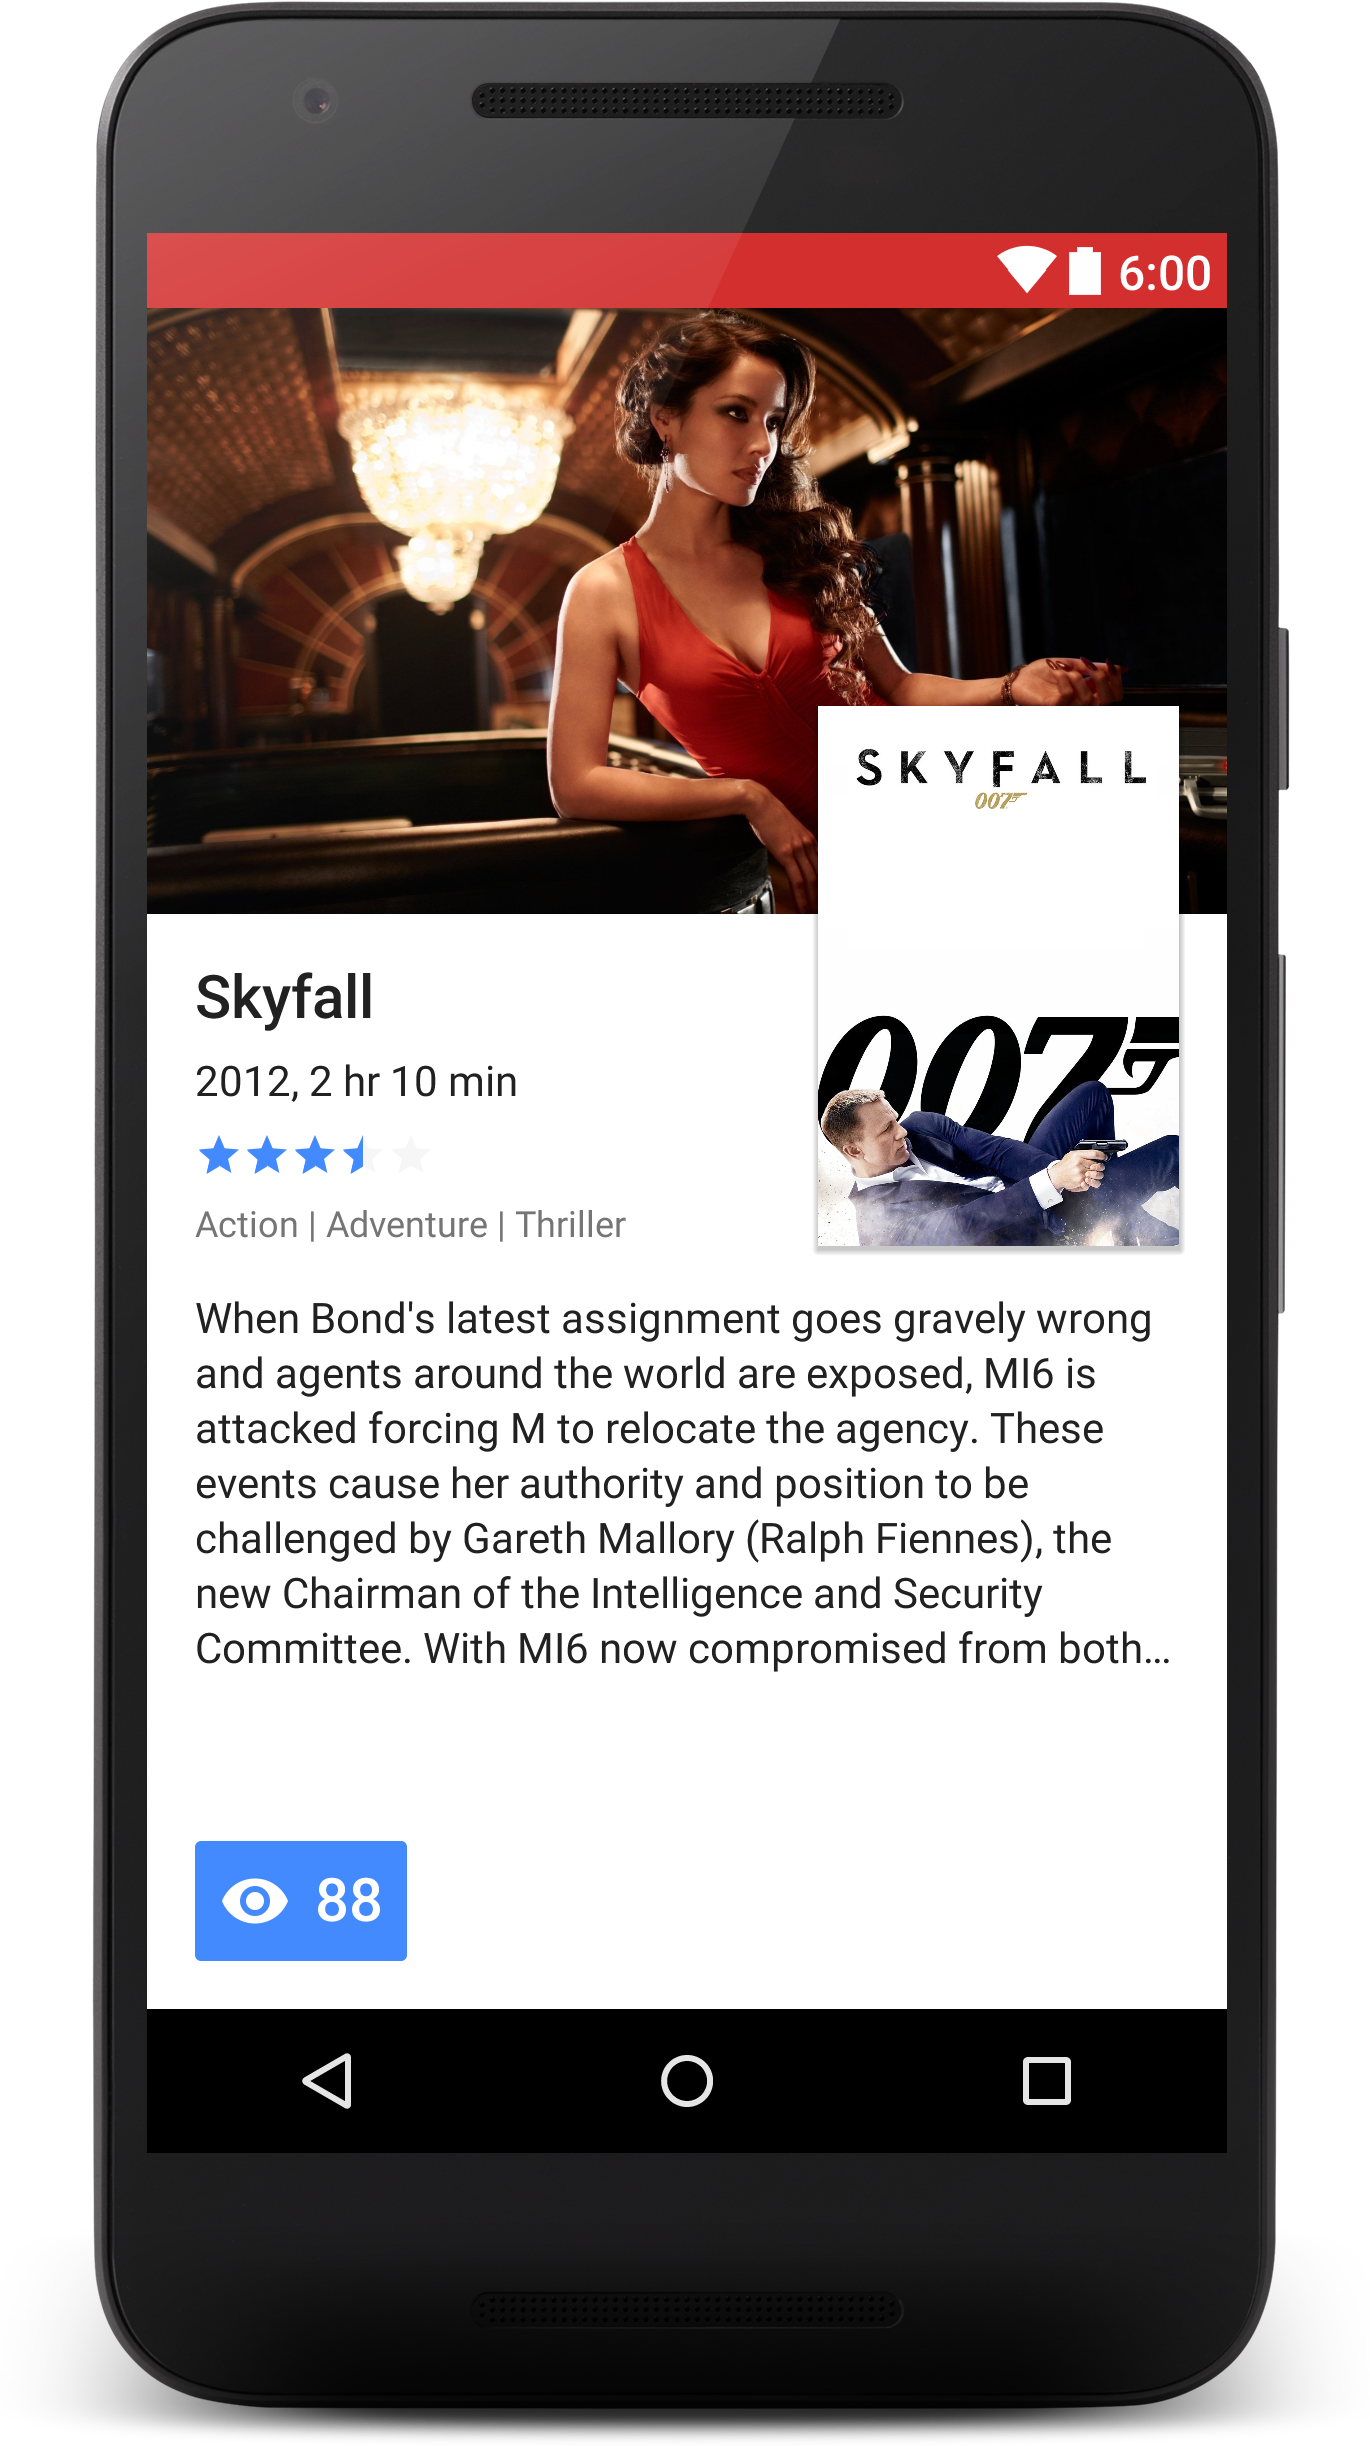 6:00
SKYFALL
007
007
Skyfall
2012, 2 hr 10 min
Action | Adventure | Thriller
When Bond's latest assignment goes gravely wrong
and agents around the world are exposed, MI6 is
attacked forcing M to relocate the agency. These
events cause her authority and position to be
challenged by Gareth Mallory (Ralph Fiennes), the
new Chairman of the Intelligence and Security
Committee. With MI6 now compromised from both…
88